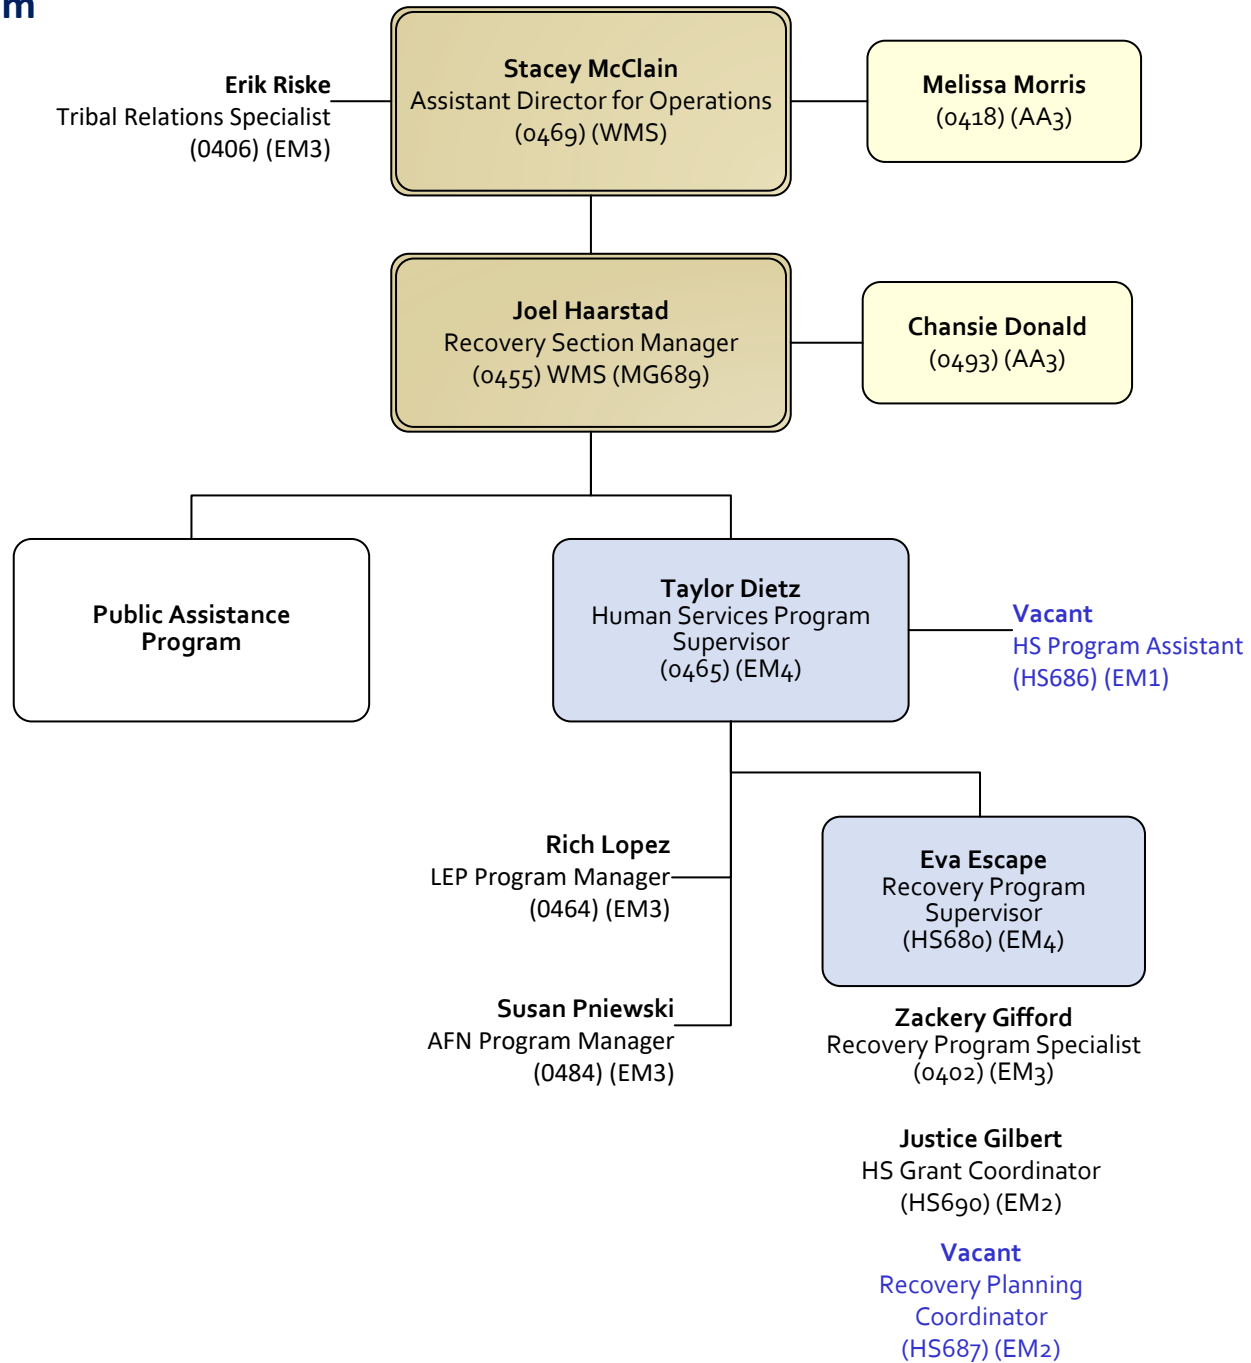 m
Erik Riske
Tribal Relations Specialist
(0406) (EM3)
Stacey McClain
Assistant Director for Operations
(0469) (WMS)
Melissa Morris
(0418) (AA3)
Joel Haarstad
Recovery Section Manager
(0455) WMS (MG689)
Chansie Donald
(0493) (AA3)
Public Assistance
Program
Taylor Dietz
Human Services Program
Supervisor
(0465) (EM4)
Vacant
HS Program Assistant
(HS686) (EM1)
Rich Lopez
LEP Program Manager
(0464) (EM3)
Susan Pniewski
AFN Program Manager
(0484) (EM3)
Eva Escape
Recovery Program
Supervisor
(HS680) (EM4)
Zackery Gifford
Recovery Program Specialist
(0402) (EM3)
Justice Gilbert
HS Grant Coordinator
(HS690) (EM2)
Vacant
Recovery Planning
Coordinator
(HS687) (EM2)